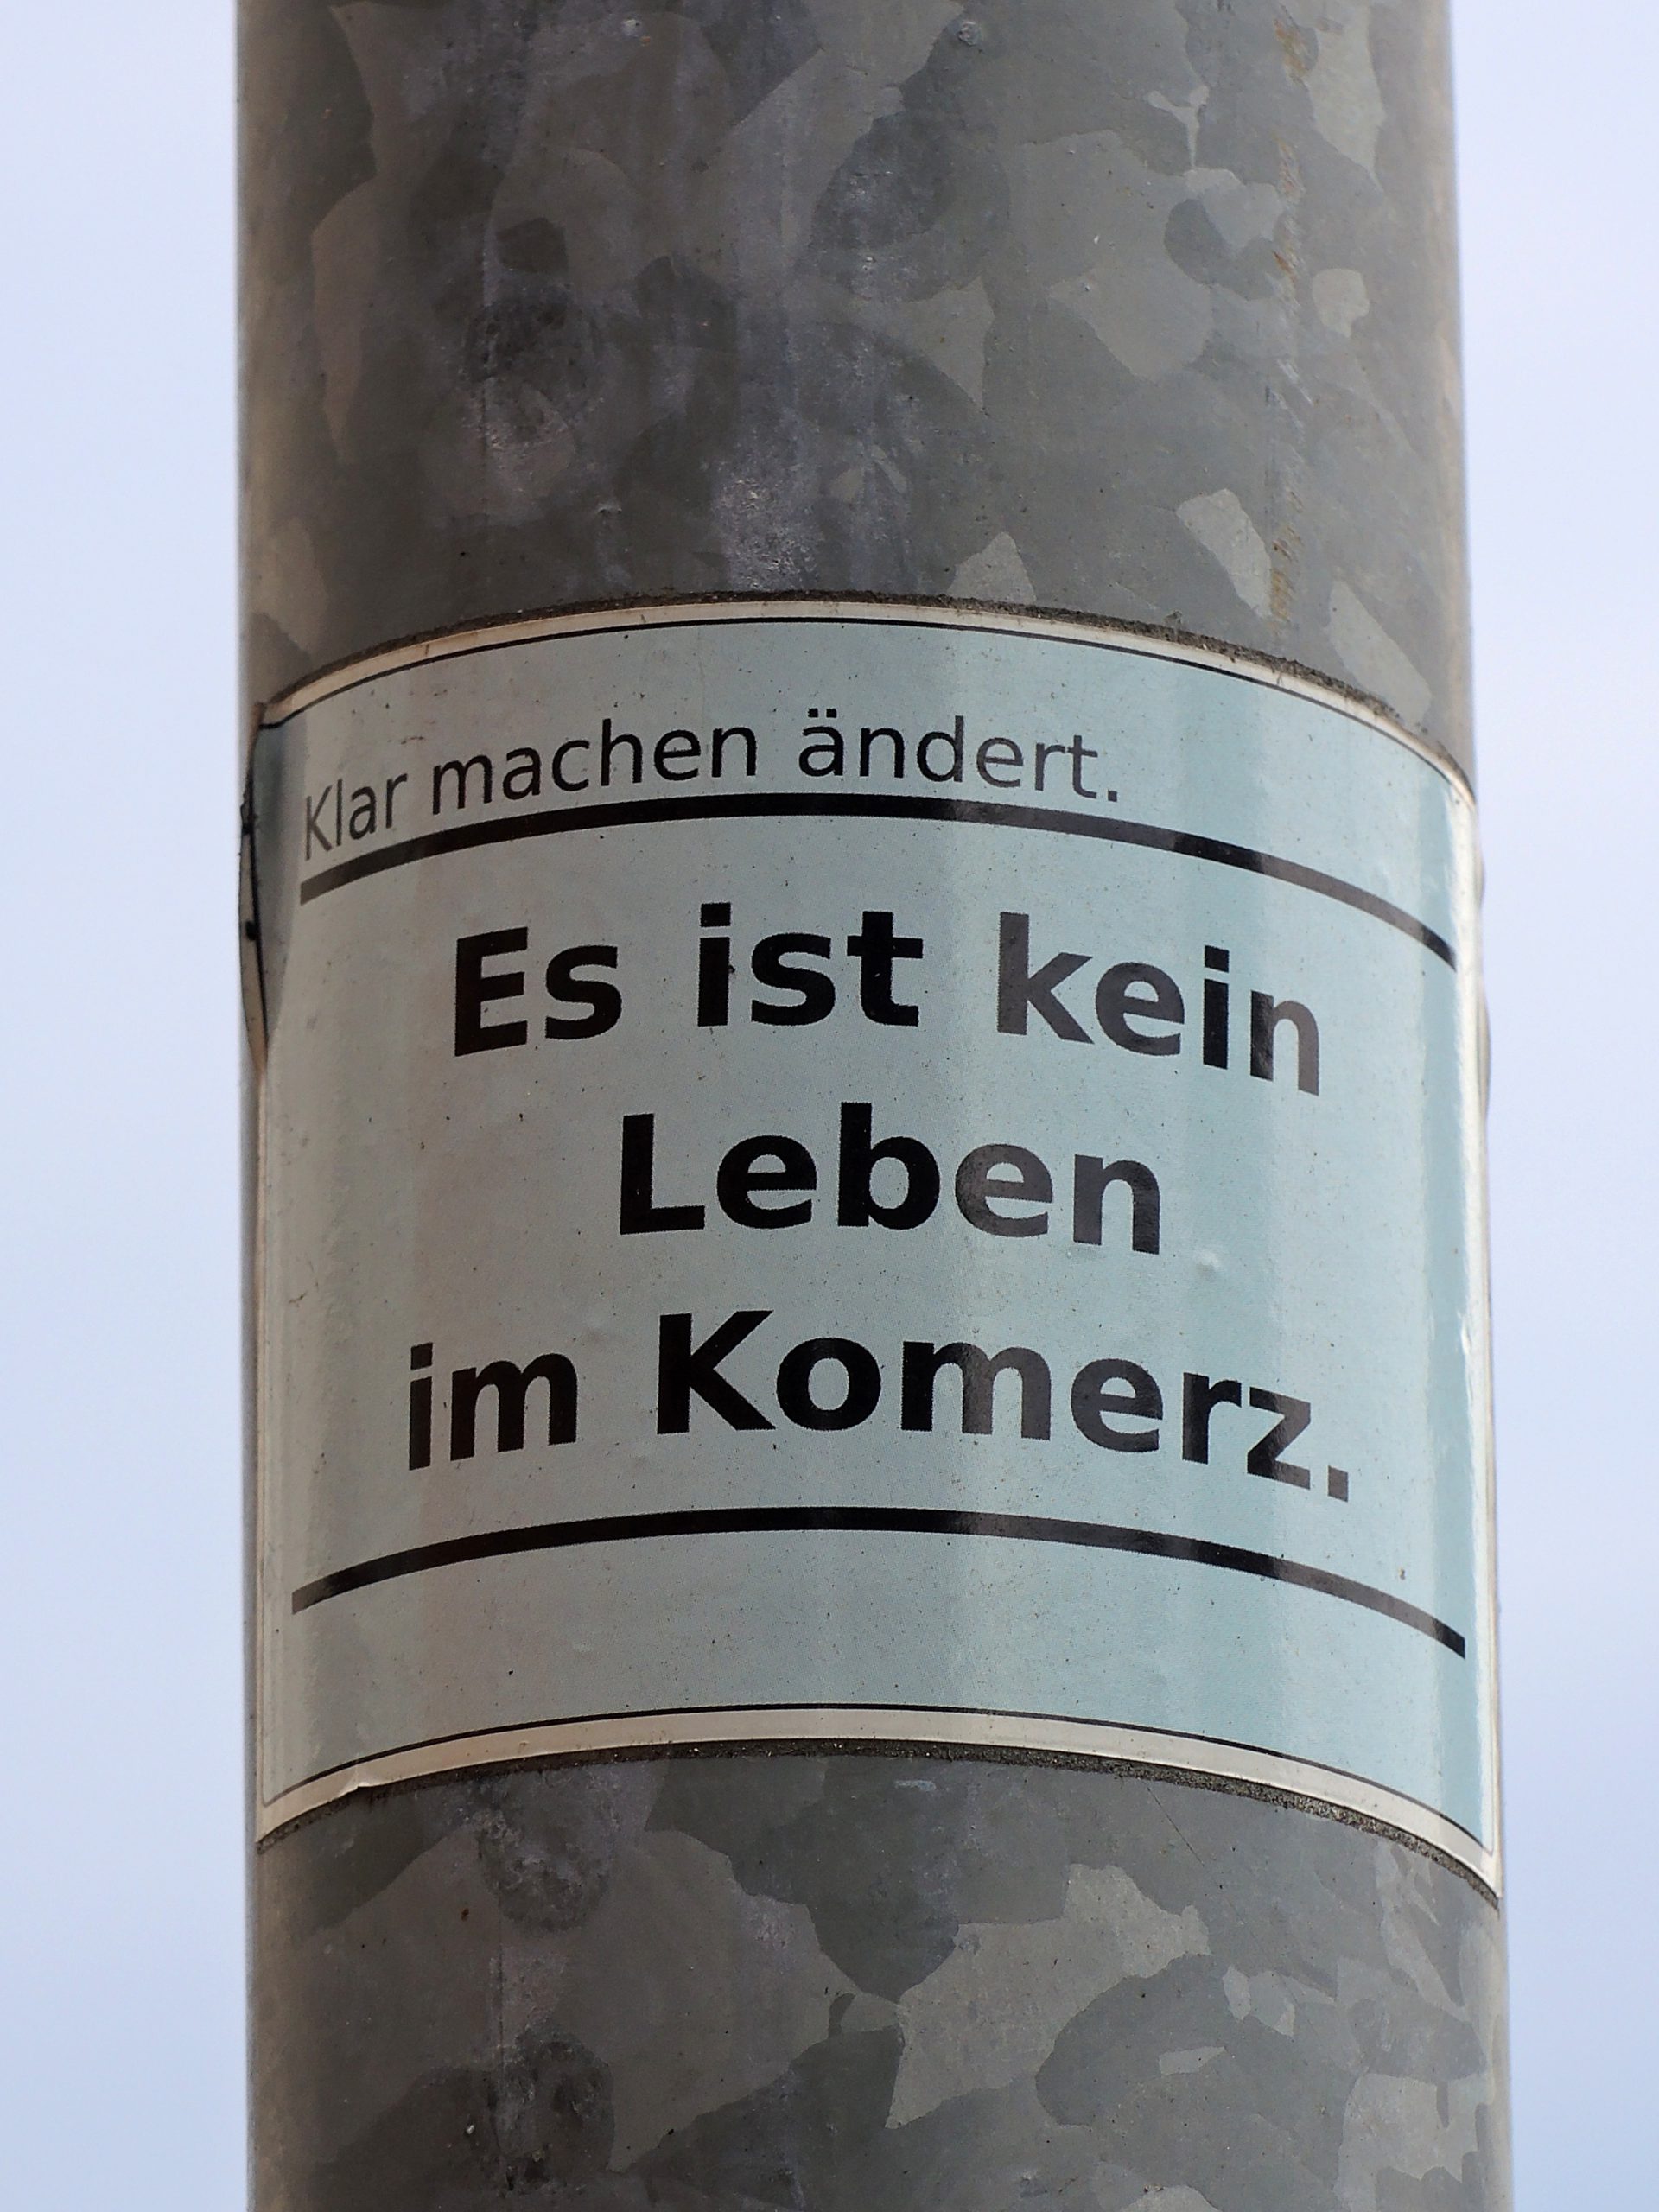 Klar machen ändert.
Es ist kein
Leben
im Komerz.